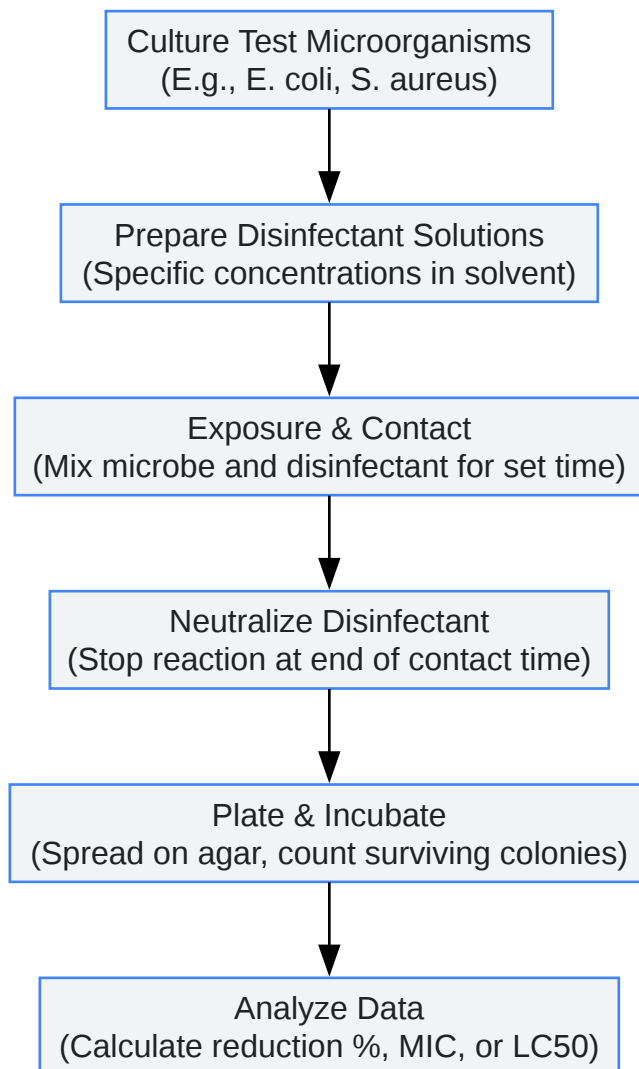 Culture Test Microorganisms
(E.g., E. coli, S. aureus)
Prepare Disinfectant Solutions
(Specific concentrations in solvent)
Exposure & Contact
(Mix microbe and disinfectant for set time)
Neutralize Disinfectant
(Stop reaction at end of contact time)
Plate & Incubate
(Spread on agar, count surviving colonies)
Analyze Data
(Calculate reduction %, MIC, or LC50)